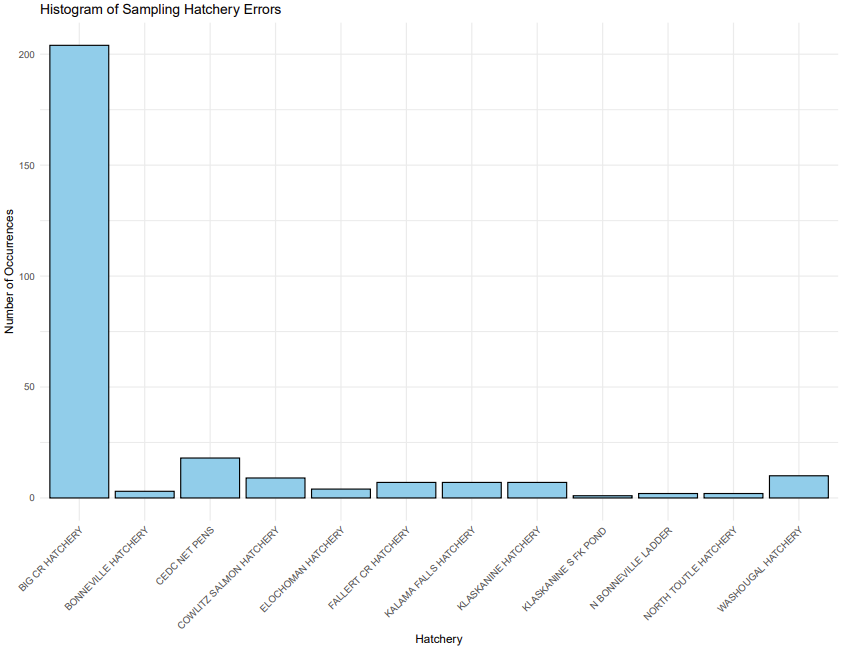 Histogram of Sampling Hatchery Errors
Number of Occurrences
200
150
100
50
0
BIG CR HATCHERY
BONNEVILLE HATCHERY
CEDC NET PENS
COWLITZ SALMON HATCHERY
ELOCHOMAN HATCHERY
FALLERT CR HATCHERY
KALAMA FALLS HATCHERY
KLASKANINE HATCHERY
KLASKANINE S FK POND
N BONNEVILLE LADDER
NORTH TOUTLE HATCHERY
WASHOUGAL HATCHERY
Hatchery